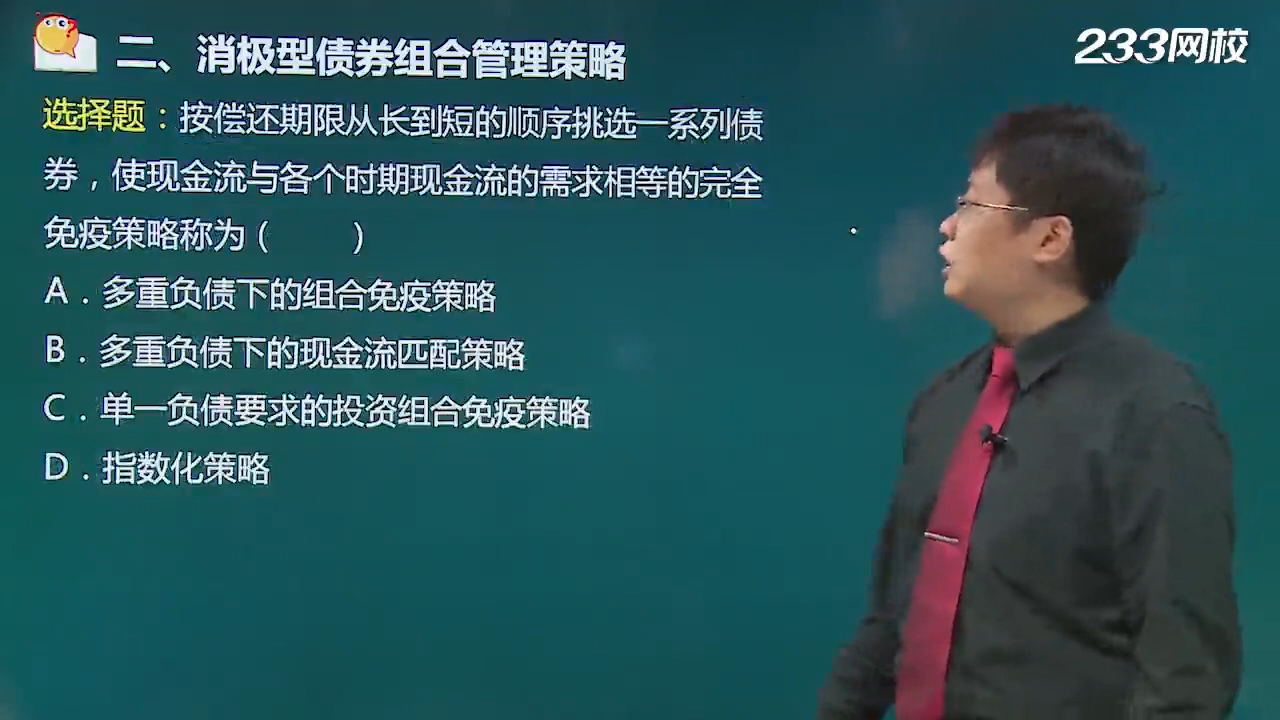 二、消极型债券组合管理策略
233网校
选择题：按偿还期限从长到短的顺序挑选一系列债
券，使现金流与各个时期现金流的需求相等的完全
免疫策略称为（　　）
A．多重负债下的组合免疫策略
B．多重负债下的现金流匹配策略
C．单一负债要求的投资组合免疫策略
D．指数化策略